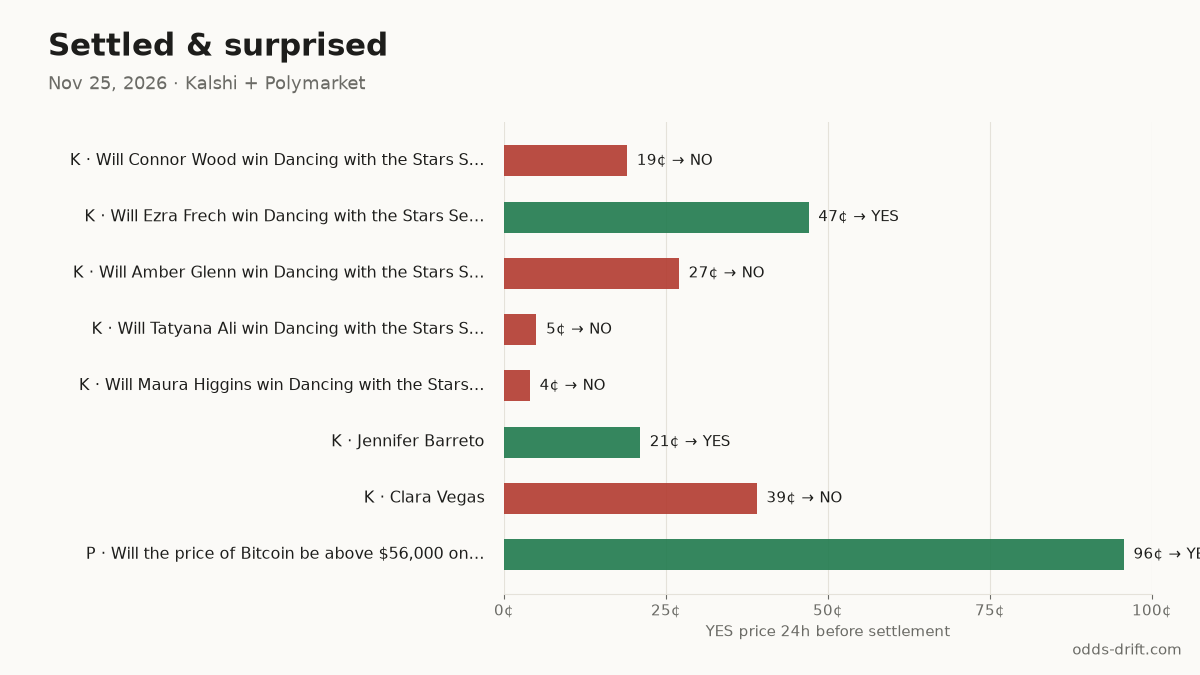 Settled & surprised
Nov 25, 2026 · Kalshi + Polymarket
K · Will Connor Wood win Dancing with the Stars S… 19¢ → NO
K · Will Ezra Frech win Dancing with the Stars Se… 47¢ → YES
K · Will Amber Glenn win Dancing with the Stars S… 27¢ → NO
K · Will Tatyana Ali win Dancing with the Stars S… 5¢ → NO
K · Will Maura Higgins win Dancing with the Stars… 4¢ → NO
K · Jennifer Barreto 21¢ → YES
K · Clara Vegas 39¢ → NO
P · Will the price of Bitcoin be above $56,000 on… 96¢ → YE
0¢ 25¢ 50¢ 75¢ 100¢
YES price 24h before settlement
odds-drift.com